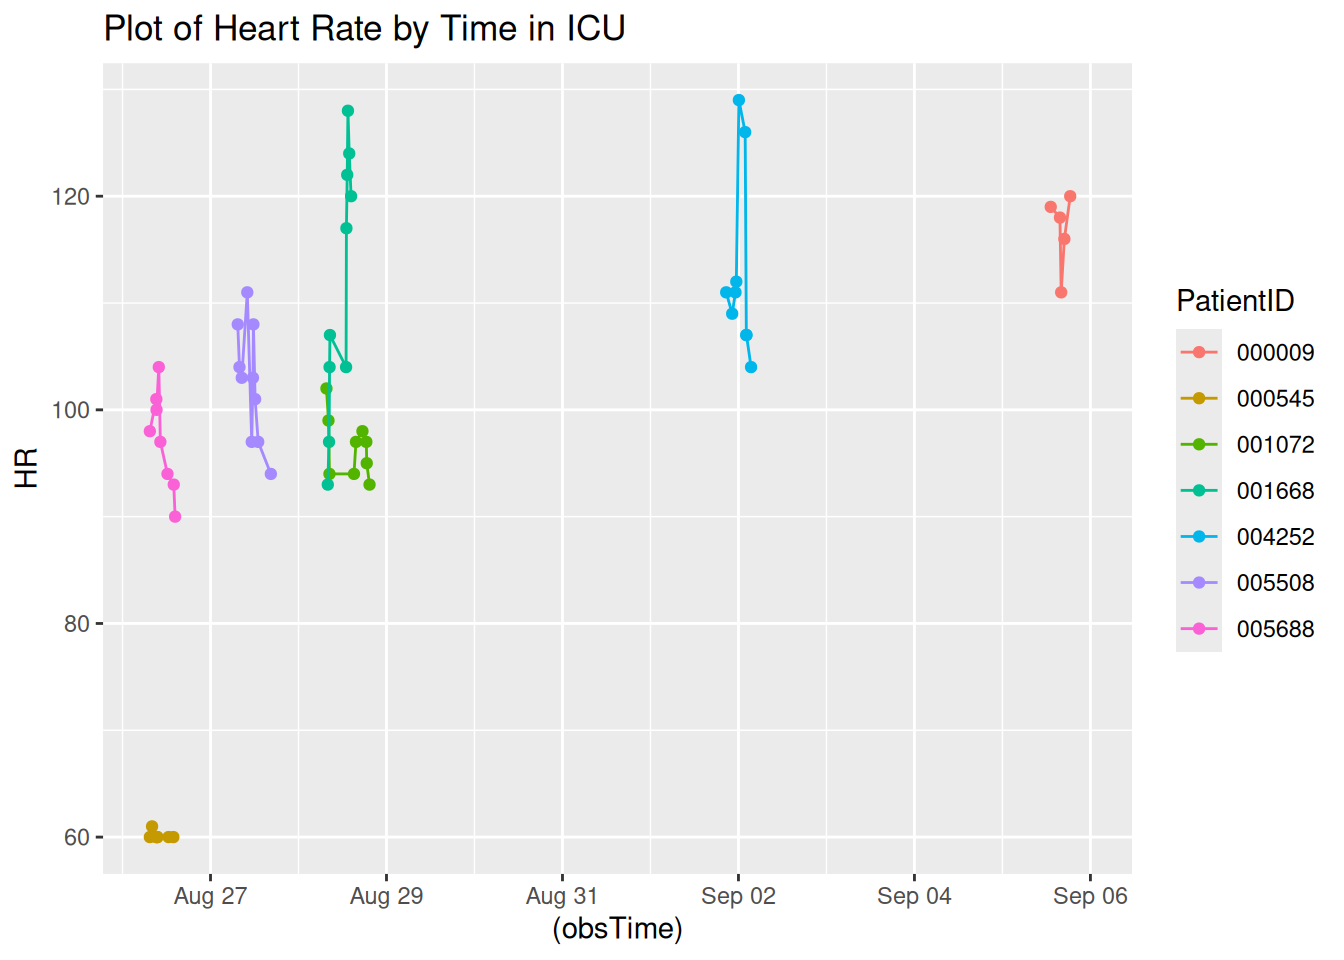 Plot of Heart Rate by Time in ICU
HR
120
100
80
60
Aug 27 Aug 29 Aug 31 Sep 02 Sep 04 Sep 06
(obsTime)
PatientID
000009
000545
001072
001668
004252
005508
005688